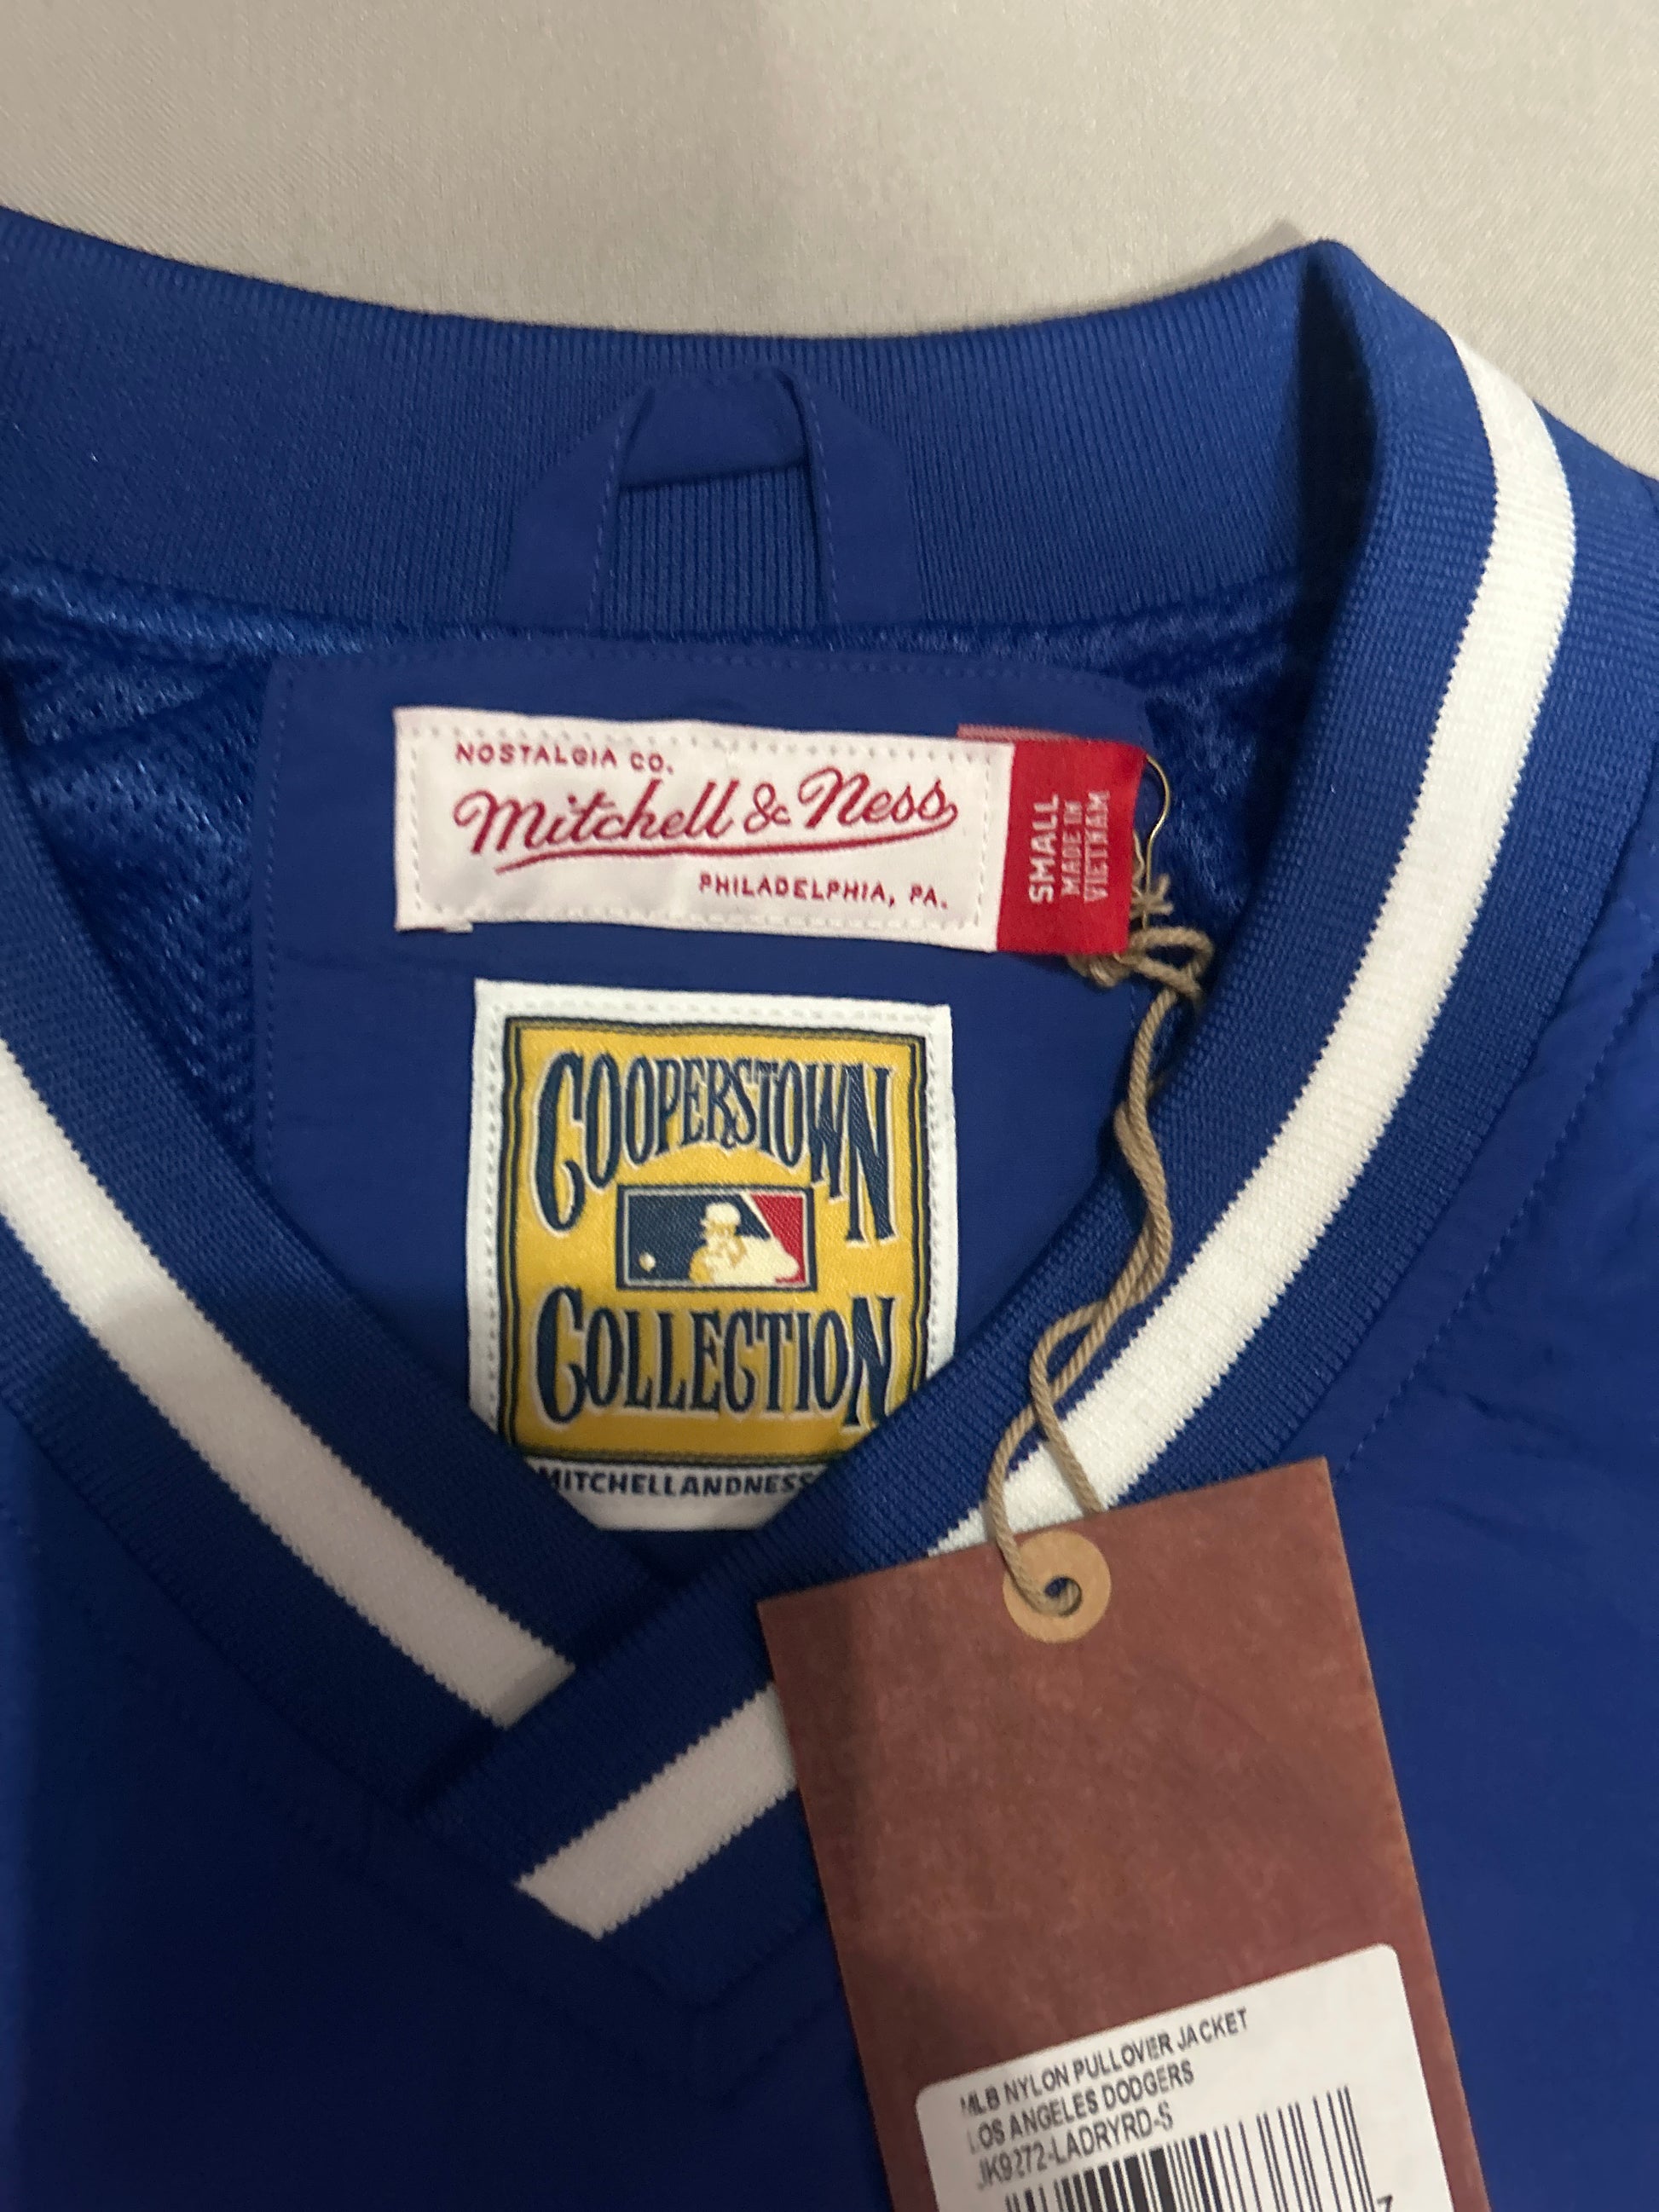 NOSTALGIA CO.
Mitchell & Ness
PHILADELPHIA, PA.
SMALL
MADE IN
VIETNAM
COOPERSTOWN
COLLECTION
MITCHELLANDNESS
MLB NYLON PULLOVER JACKET
LOS ANGELES DODGERS
JK9272-LADRYRD-S